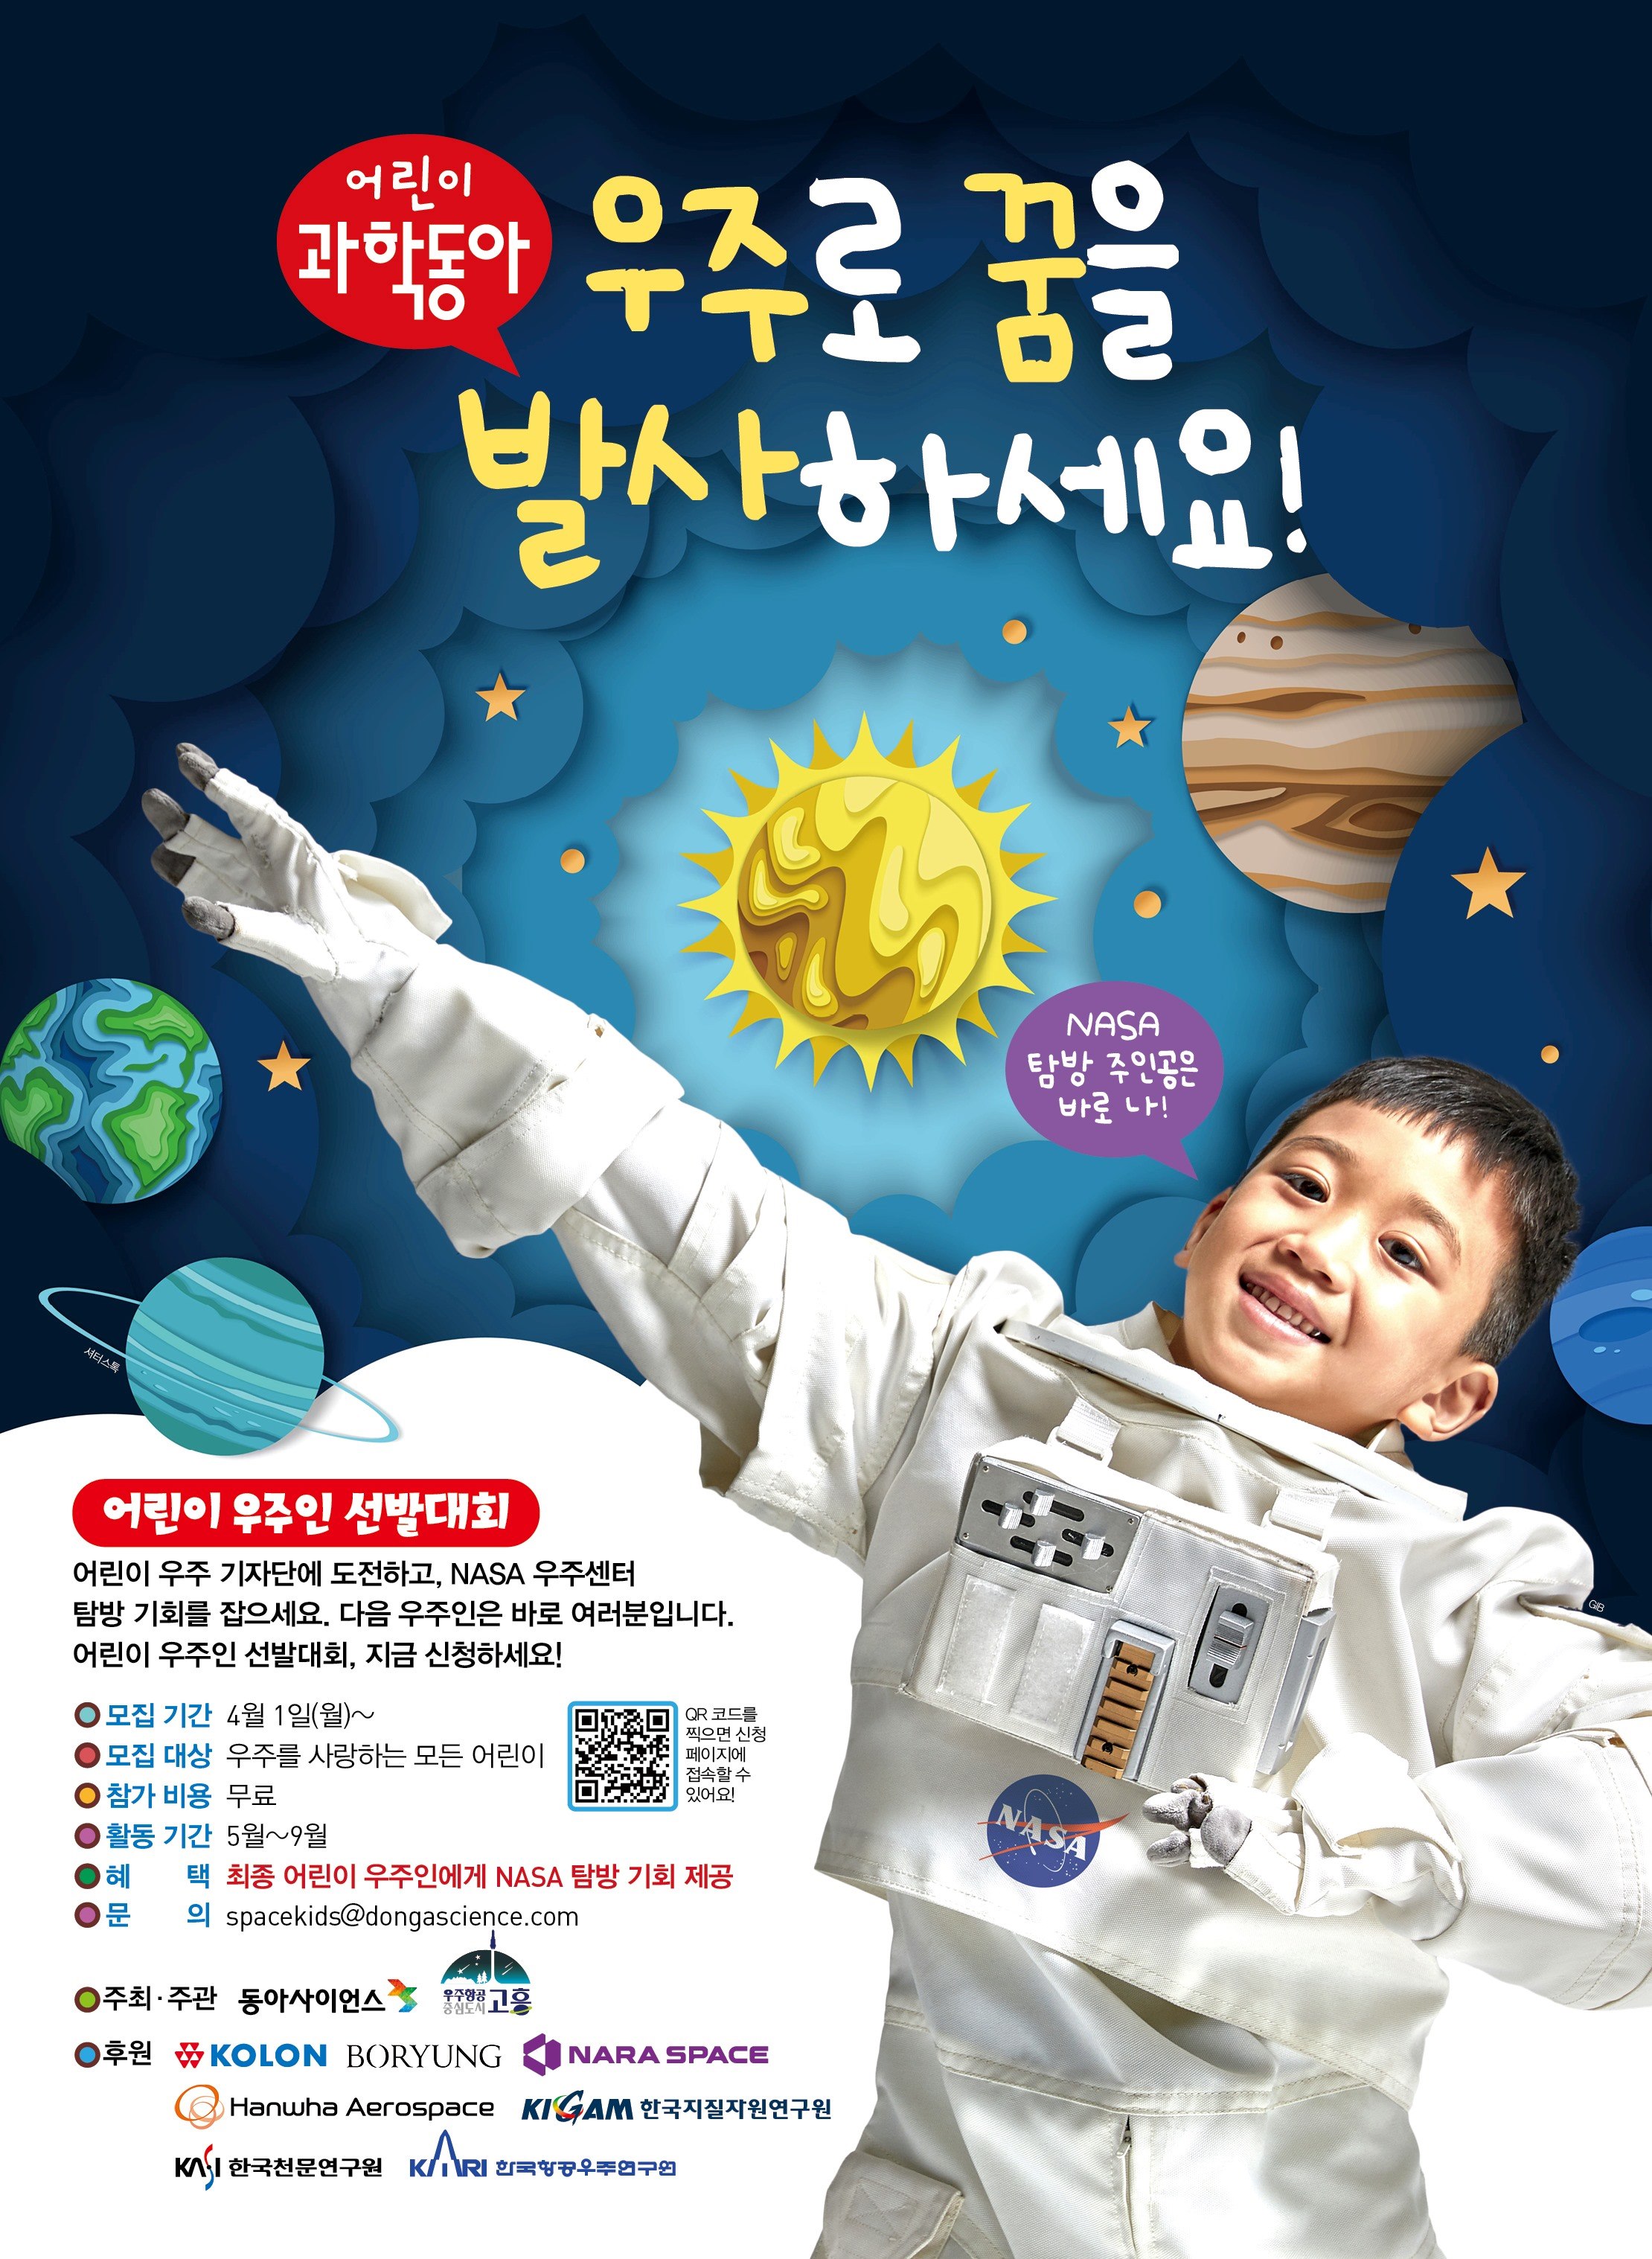 어린이
과학동아
우주로 꿈을
발사하세요!
NASA
탐방 주인공은
바로 나!
셔터스톡
어린이 우주인 선발대회
어린이 우주 기자단에 도전하고, NASA 우주센터
탐방 기회를 잡으세요. 다음 우주인은 바로 여러분입니다.
어린이 우주인 선발대회, 지금 신청하세요!
GIB
모집 기간 4월 1일(월)~
모집 대상 우주를 사랑하는 모든 어린이
참가 비용 무료
활동 기간 5월~9월
혜 택 최종 어린이 우주인에게 NASA 탐방 기회 제공
문 의 spacekids@dongascience.com
QR 코드를
찍으면 신청
페이지에
접속할 수
있어요!
NASA
주최·주관 동아사이언스 우주항공 중심도시 고흥
후원 KOLON BORYUNG NARA SPACE
Hanwha Aerospace KIGAM 한국지질자원연구원
KASI 한국천문연구원 KARI 한국항공우주연구원